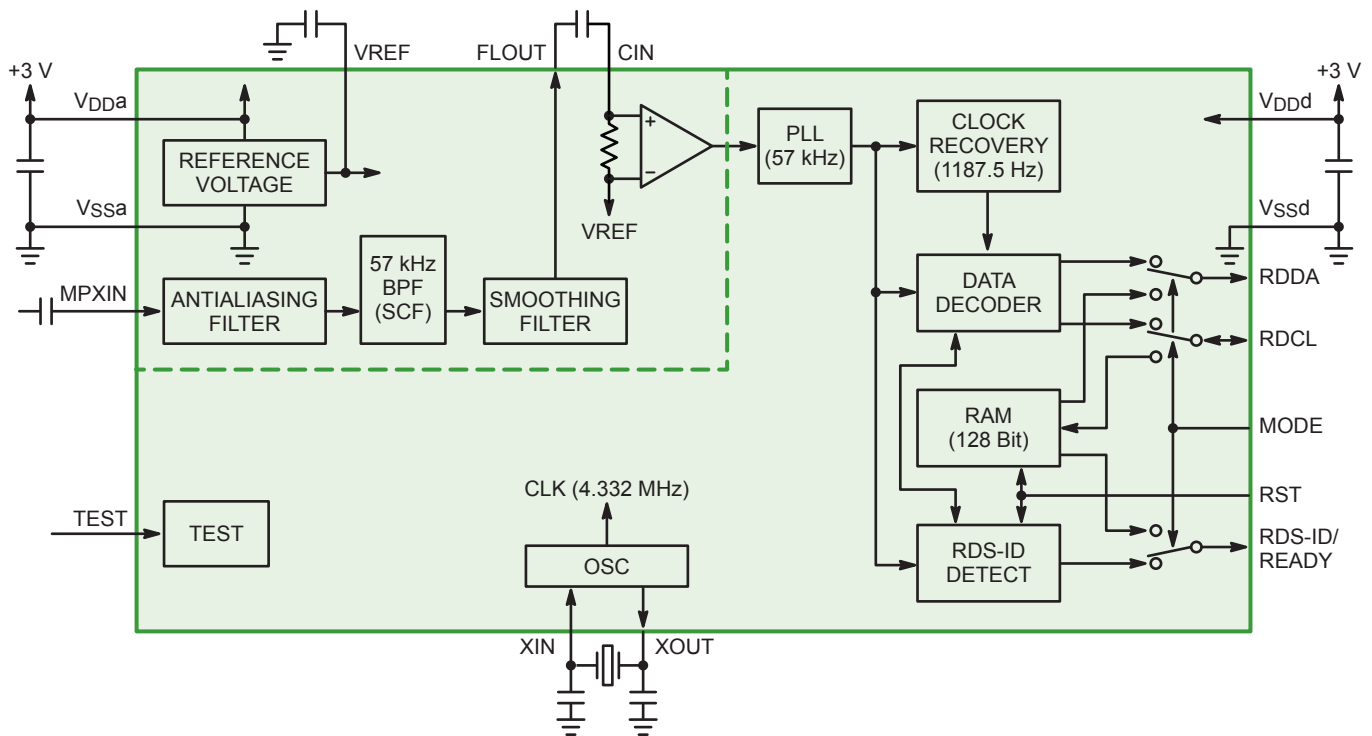 VREF
FLOUT
CIN
+3 V
VDDa
REFERENCE
VOLTAGE
VSSa
+
−
VREF
PLL
(57 kHz)
CLOCK
RECOVERY
(1187.5 Hz)
+3 V
VDDd
VSSd
MPXIN
ANTIALIASING
FILTER
57 kHz
BPF
(SCF)
SMOOTHING
FILTER
DATA
DECODER
RDDA
RDCL
RAM
(128 Bit)
MODE
RST
TEST
TEST
CLK (4.332 MHz)
OSC
RDS-ID
DETECT
RDS-ID/
READY
XIN
XOUT